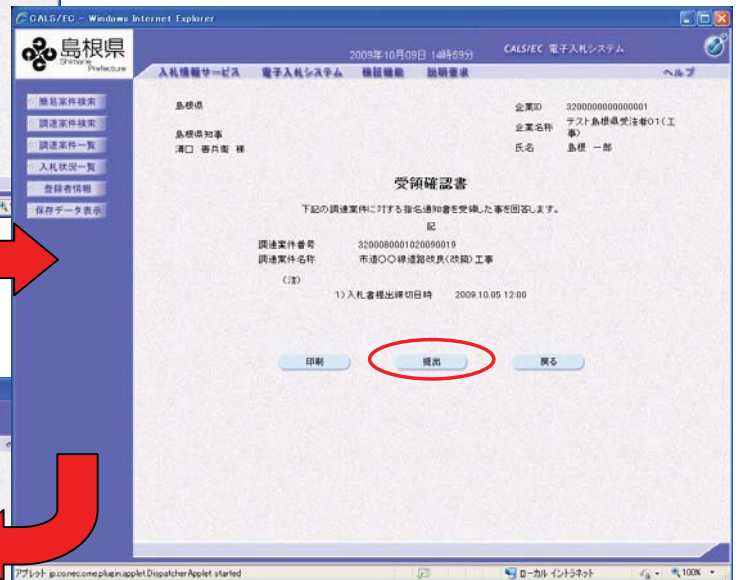 CALS/EC - Windows Internet Explorer
島根県
Shimane
Prefecture
2009年10月09日 14時59分
CALS/EC 電子入札システム
入札情報サービス
電子入札システム
検証機能
説明要求
ヘルプ
簡易案件検索
調達案件検索
調達案件一覧
入札状況一覧
登録者情報
保存データ表示
島根県
島根県知事
溝口 善兵衛 様
企業ID 3200000000000001
企業名称 テスト島根県受注者01(工
事)
氏名 島根 一郎
受領確認書
下記の調達案件に対する指名通知書を受領した事を回答します。
記
調達案件番号 3200080001020090019
調達案件名称 市道〇〇線道路改良(改築)工事
(注)
1)入札書提出締切日時 2009.10.05 12:00
印刷
提出
戻る
アプレット jp.co.nec.ome.plugin.applet.DispatcherApplet started
ローカル イントラネット
100%